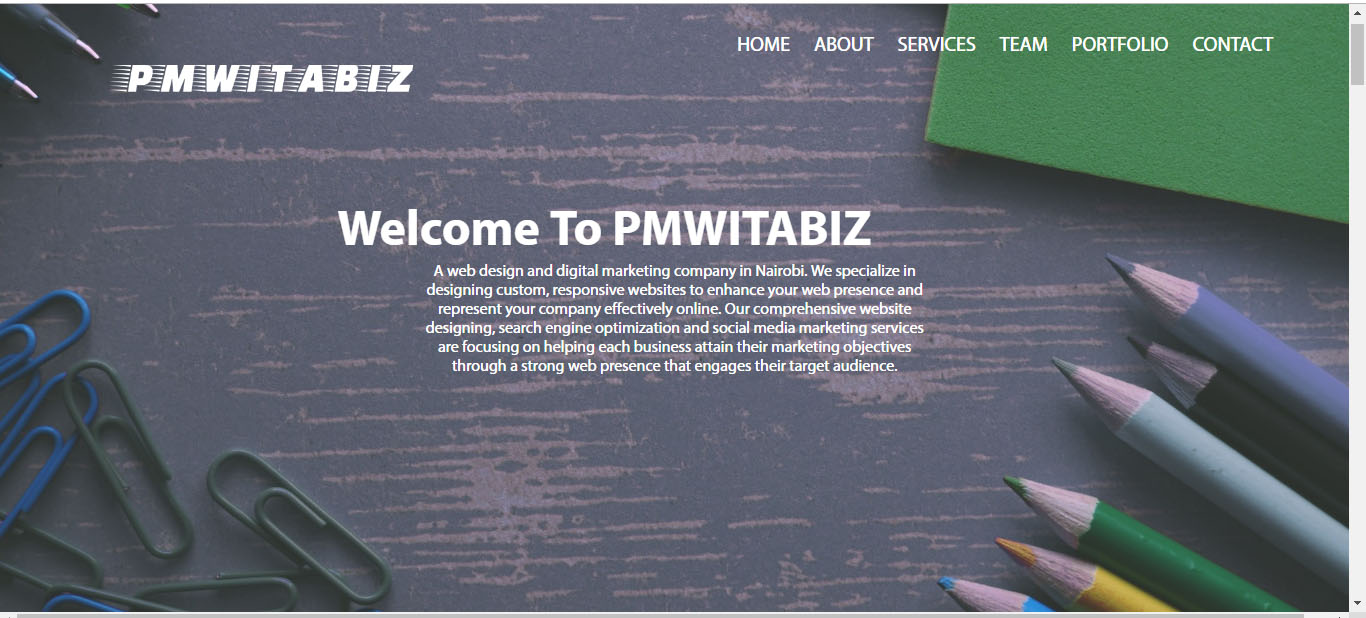 HOME ABOUT SERVICES TEAM PORTFOLIO CONTACT
PMWITABIZ
Welcome To PMWITABIZ
A web design and digital marketing company in Nairobi. We specialize in
designing custom, responsive websites to enhance your web presence and
represent your company effectively online. Our comprehensive website
designing, search engine optimization and social media marketing services
are focusing on helping each business attain their marketing objectives
through a strong web presence that engages their target audience.